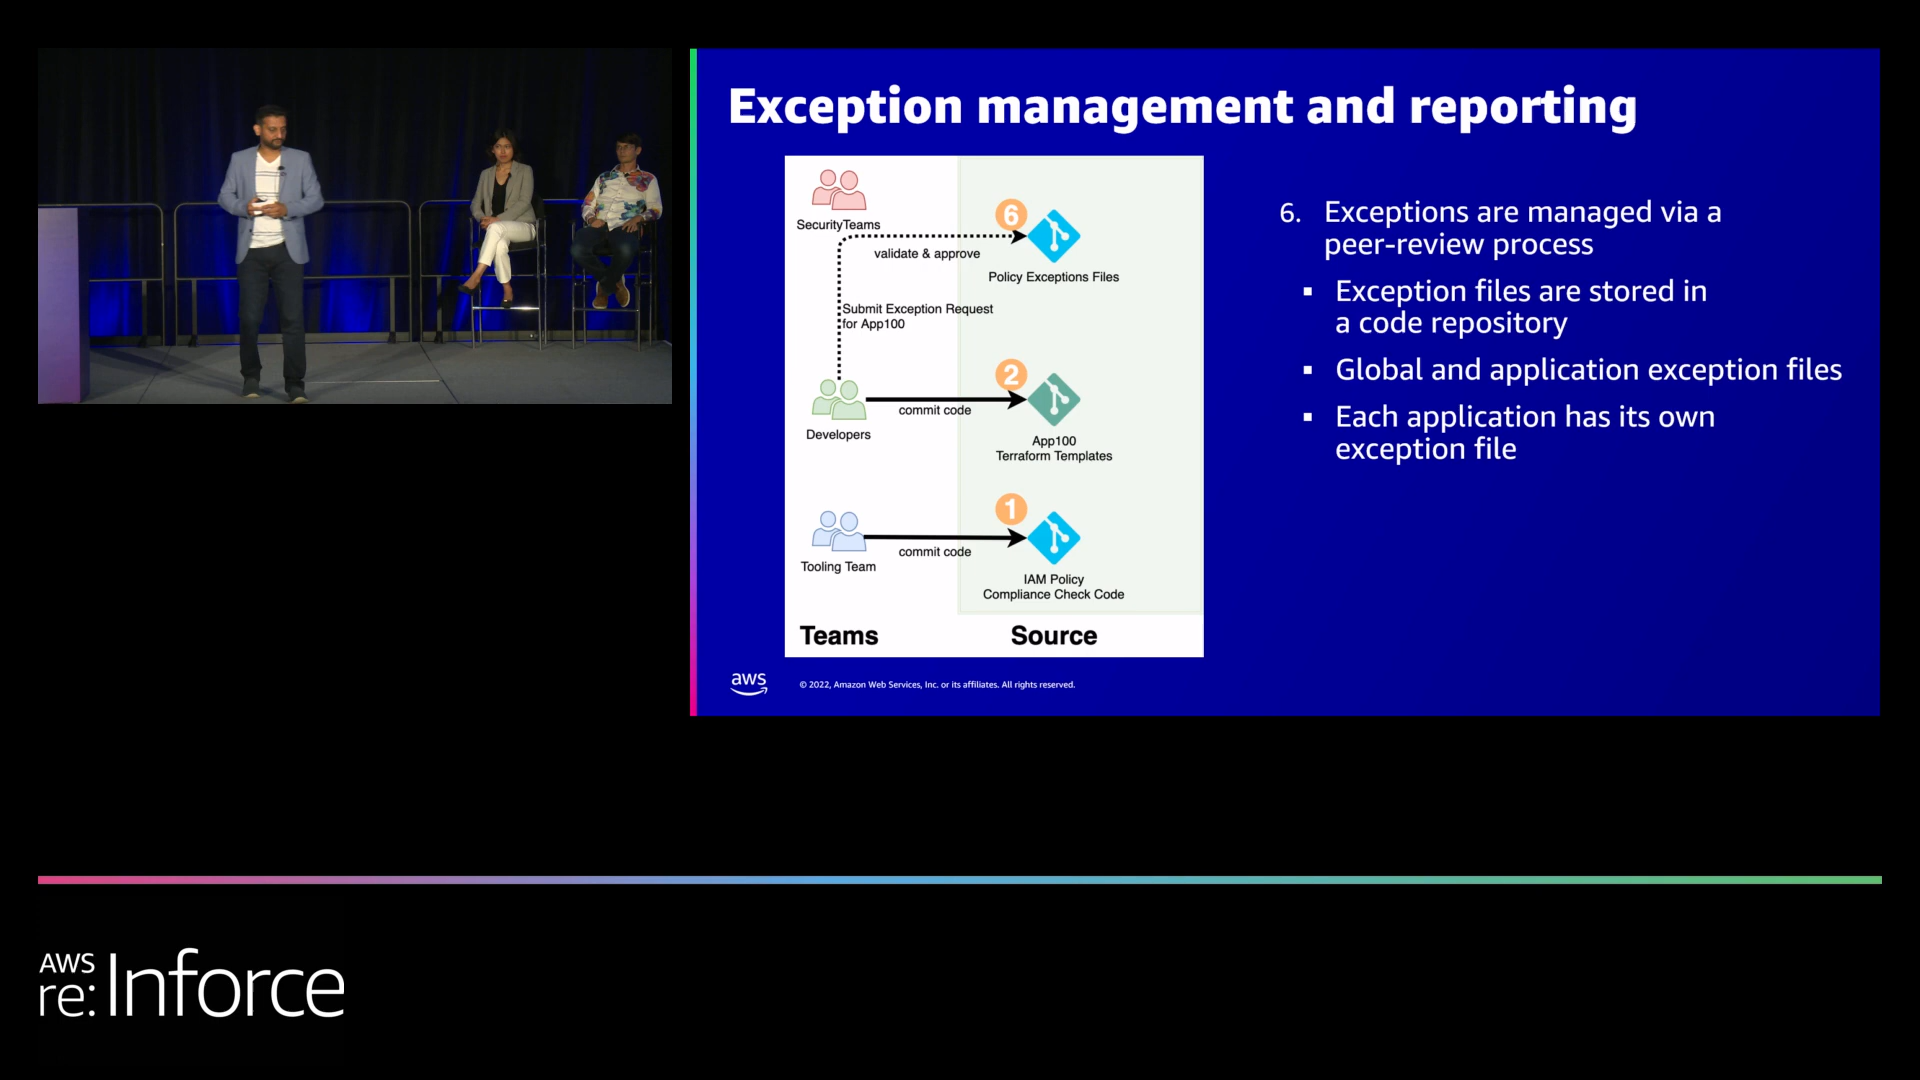 Exception management and reporting
SecurityTeams
6
validate & approve
Policy Exceptions Files
Submit Exception Request
for App100
2
commit code
Developers
App100
Terraform Templates
1
commit code
Tooling Team
IAM Policy
Compliance Check Code
Teams
Source
6. Exceptions are managed via a
peer-review process
▪ Exception files are stored in
a code repository
▪ Global and application exception files
▪ Each application has its own
exception file
aws
© 2022, Amazon Web Services, Inc. or its affiliates. All rights reserved.
AWS
re:Inforce